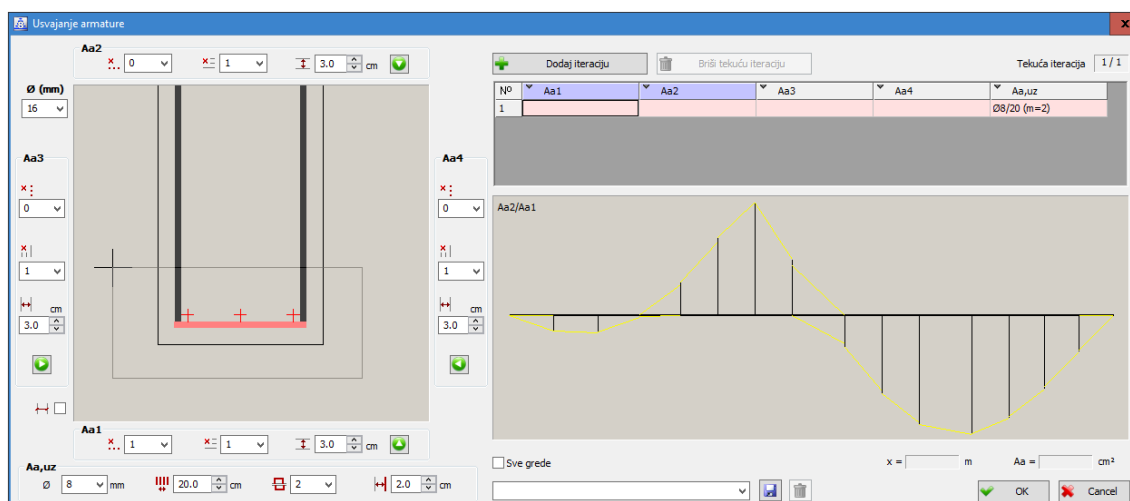 Usvajanje armature
x
Aa2
0 1 3.0 cm
Ø (mm)
16
Aa3
0
1
cm
3.0
Aa4
0
1
cm
3.0
Aa1
1 1 3.0 cm
Aa,uz
Ø 8 mm 20.0 cm 2 2.0 cm
Dodaj iteraciju Briši tekuću iteraciju Tekuća iteracija 1 / 1
Nº Aa1 Aa2 Aa3 Aa4 Aa,uz
1 Ø8/20 (m=2)
Aa2/Aa1
Sve grede x = m Aa = cm²
OK Cancel